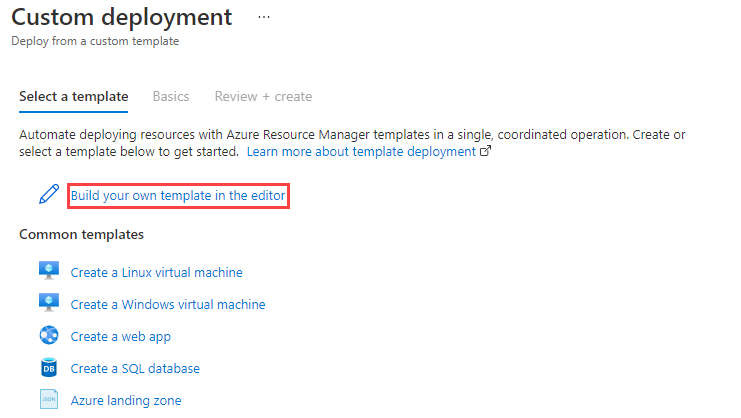 Custom deployment ...
Deploy from a custom template
Select a template Basics Review + create
Automate deploying resources with Azure Resource Manager templates in a single, coordinated operation. Create or
select a template below to get started. Learn more about template deployment
Build your own template in the editor
Common templates
Create a Linux virtual machine
Create a Windows virtual machine
Create a web app
DB Create a SQL database
JSON Azure landing zone